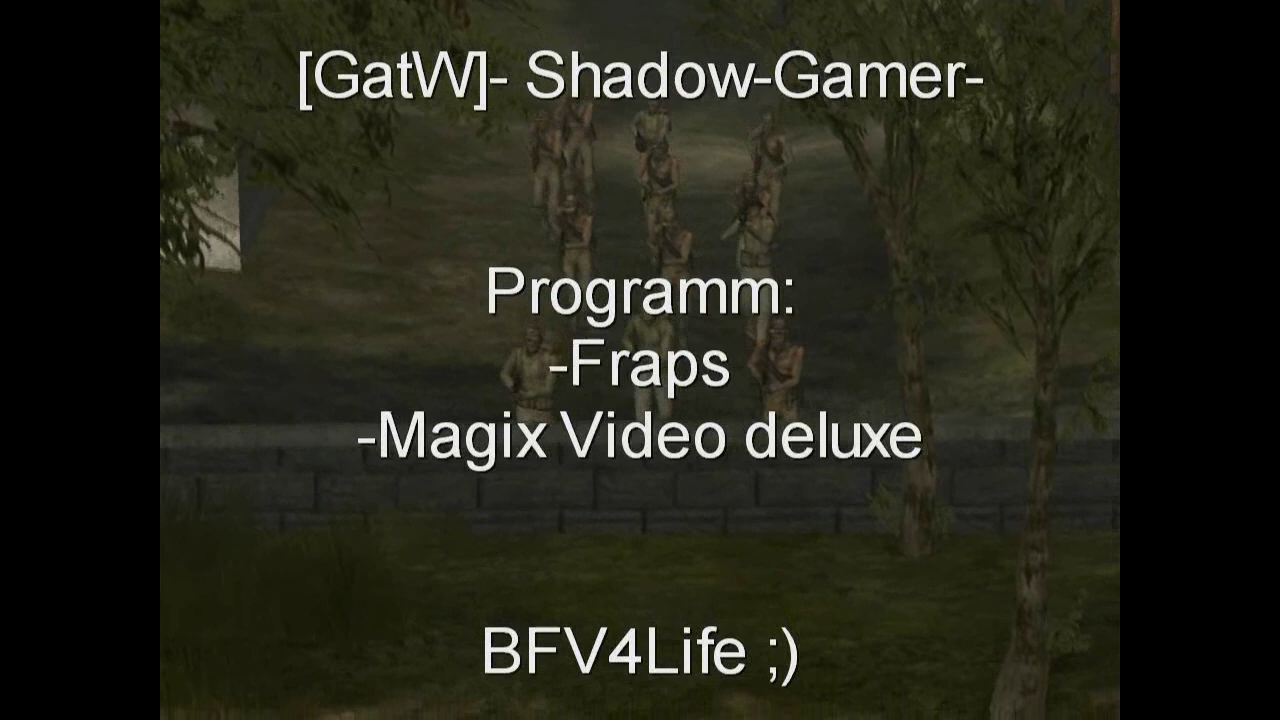 [GatW]- Shadow-Gamer-
Programm:
-Fraps
-Magix Video deluxe
BFV4Life ;)